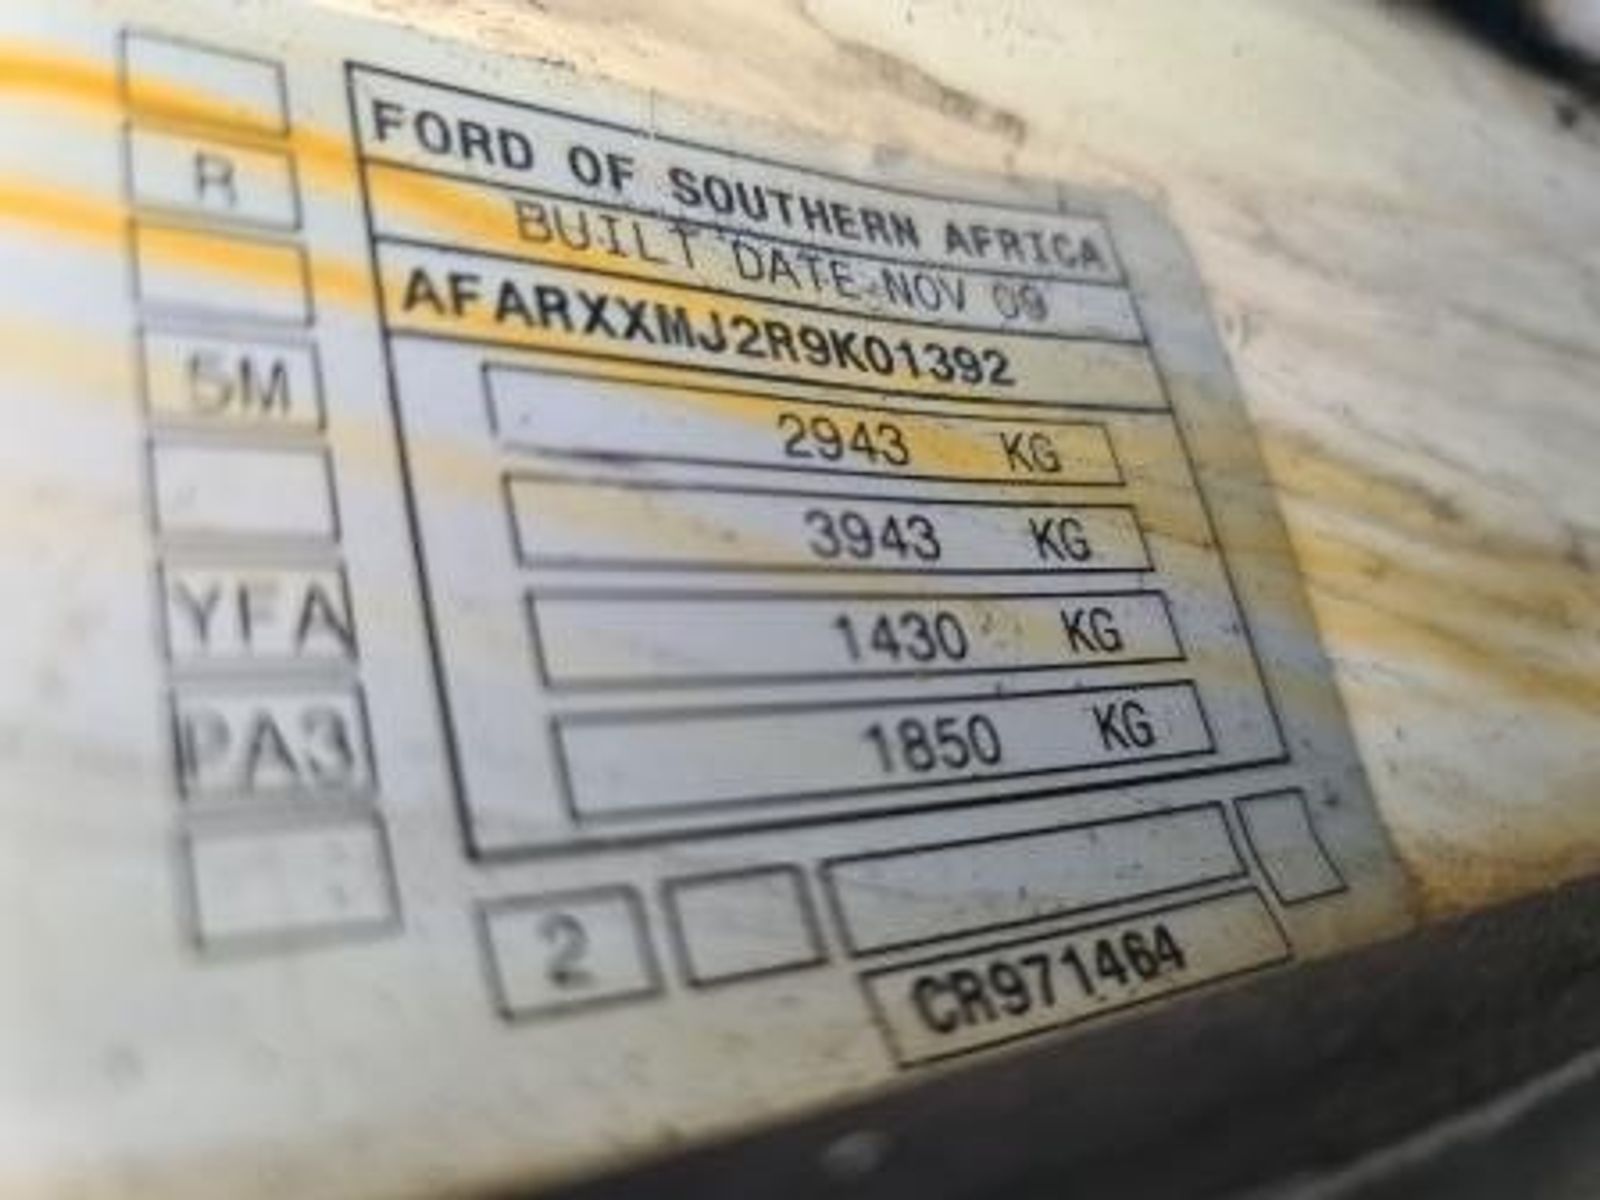 FORD OF SOUTHERN AFRICA
BUILT DATE-NOV 09
AFARXXMJ2R9K01392
2943 KG
3943 KG
1430 KG
1850 KG
R
5M
YFA
PA3
2
CR971464